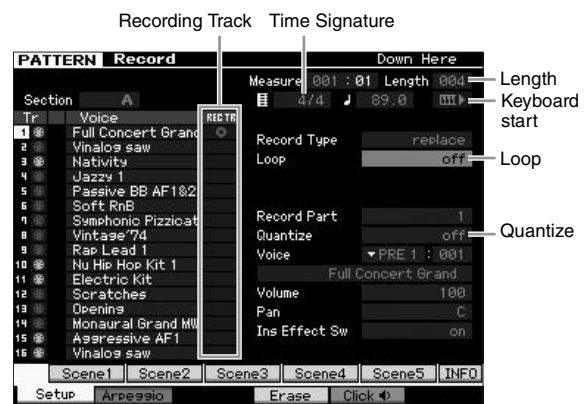 Recording Track Time Signature
PATTERN Record Down Here
Measure 001 : 01 Length 004
Length
Section A
4/4 89.0
Keyboard start
Tr Voice REC TR
1 Full Concert Grand
2 Vinalog saw
3 Nativity
4 Jazzy 1
5 Passive BB AF1&2
6 Soft RnB
7 Symphonic Pizzicat
8 Vintage'74
9 Rap Lead 1
10 Nu Hip Hop Kit 1
11 Electric Kit
12 Scratches
13 Opening
14 Monaural Grand MW
15 Aggressive AF1
16 Vinalog saw
Record Type replace
Loop off
Loop
Record Part 1
Quantize off
Quantize
Voice PRE 1 : 001
Full Concert Grand
Volume 100
Pan C
Ins Effect Sw on
Scene1 Scene2 Scene3 Scene4 Scene5 INFO
Setup Arpeggio Erase Click